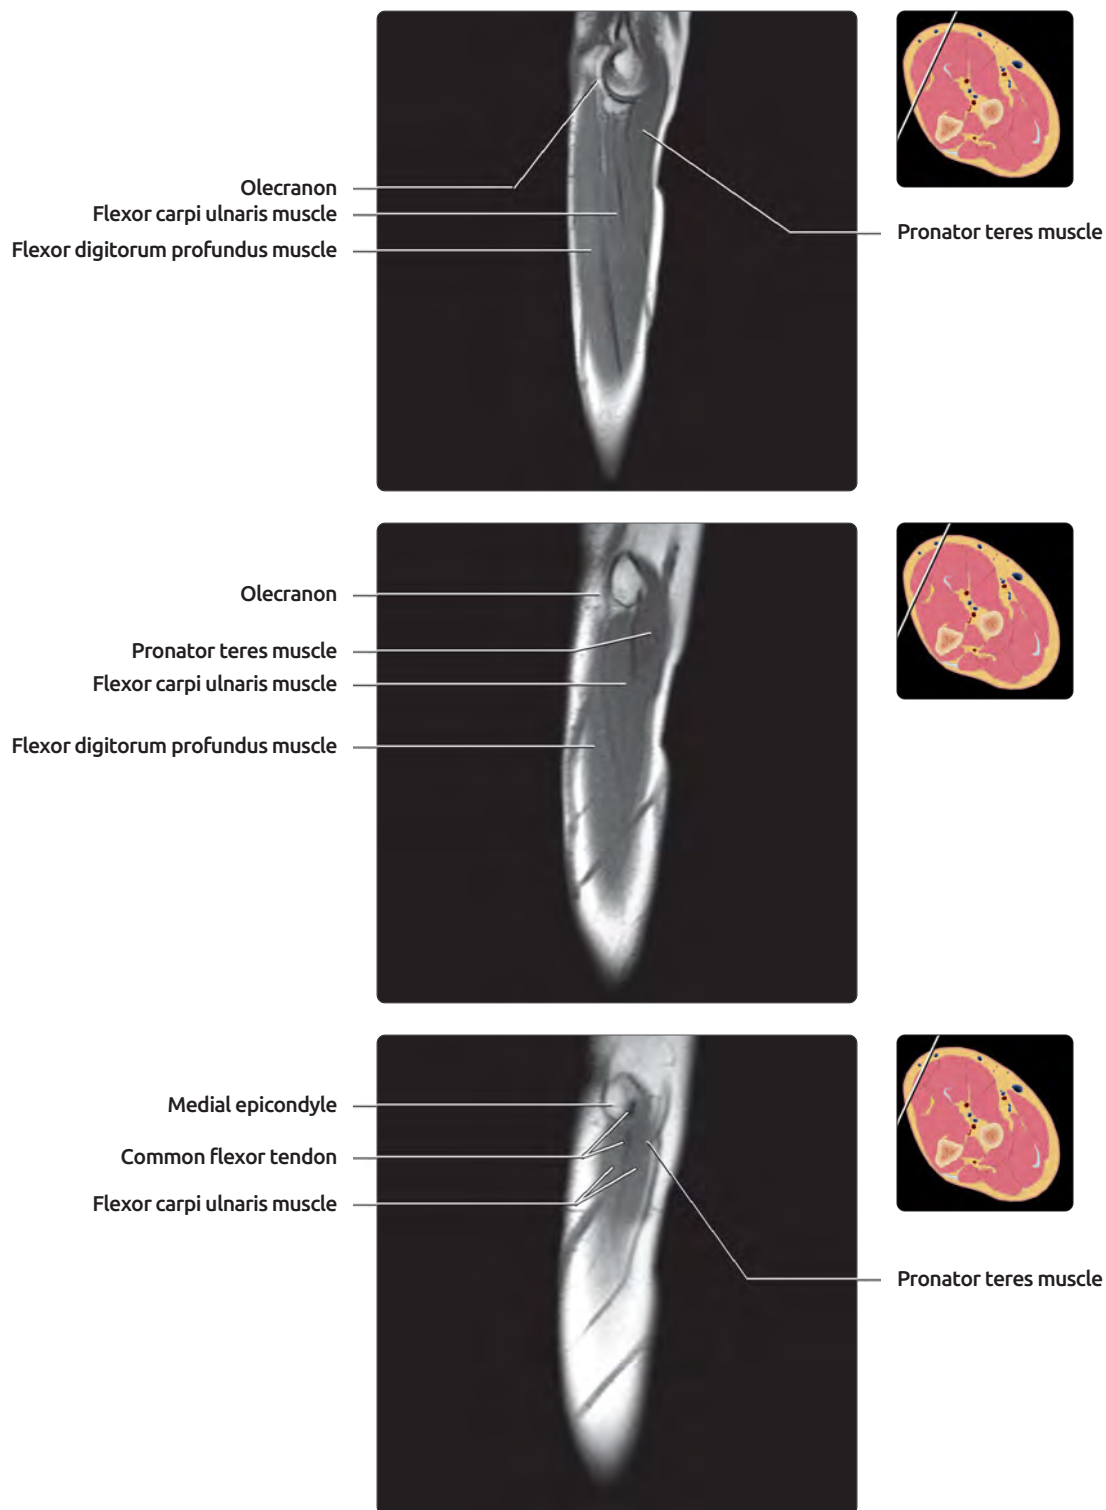 Olecranon
Flexor carpi ulnaris muscle
Flexor digitorum profundus muscle
Pronator teres muscle
Olecranon
Pronator teres muscle
Flexor carpi ulnaris muscle
Flexor digitorum profundus muscle
Medial epicondyle
Common flexor tendon
Flexor carpi ulnaris muscle
Pronator teres muscle